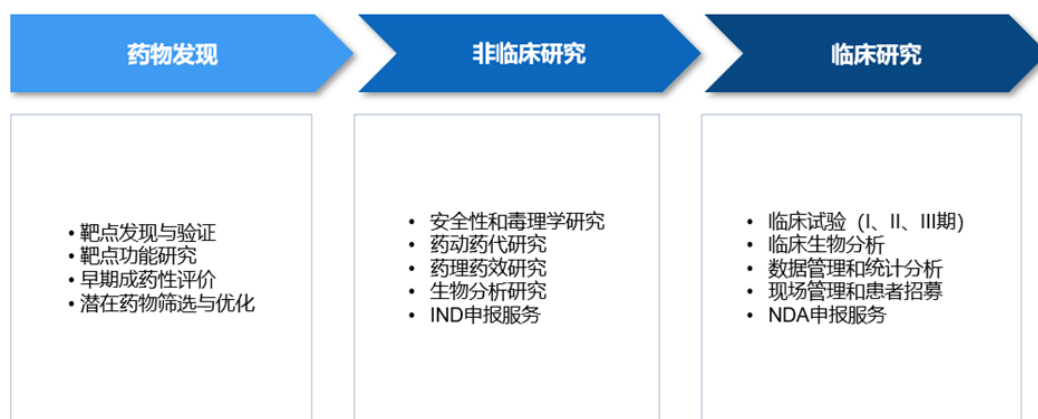 药物发现
非临床研究
临床研究
• 靶点发现与验证
• 靶点功能研究
• 早期成药性评价
• 潜在药物筛选与优化
• 安全性和毒理学研究
• 药动药代研究
• 药理药效研究
• 生物分析研究
• IND申报服务
• 临床试验（I、II、III期）
• 临床生物分析
• 数据管理和统计分析
• 现场管理和患者招募
• NDA申报服务